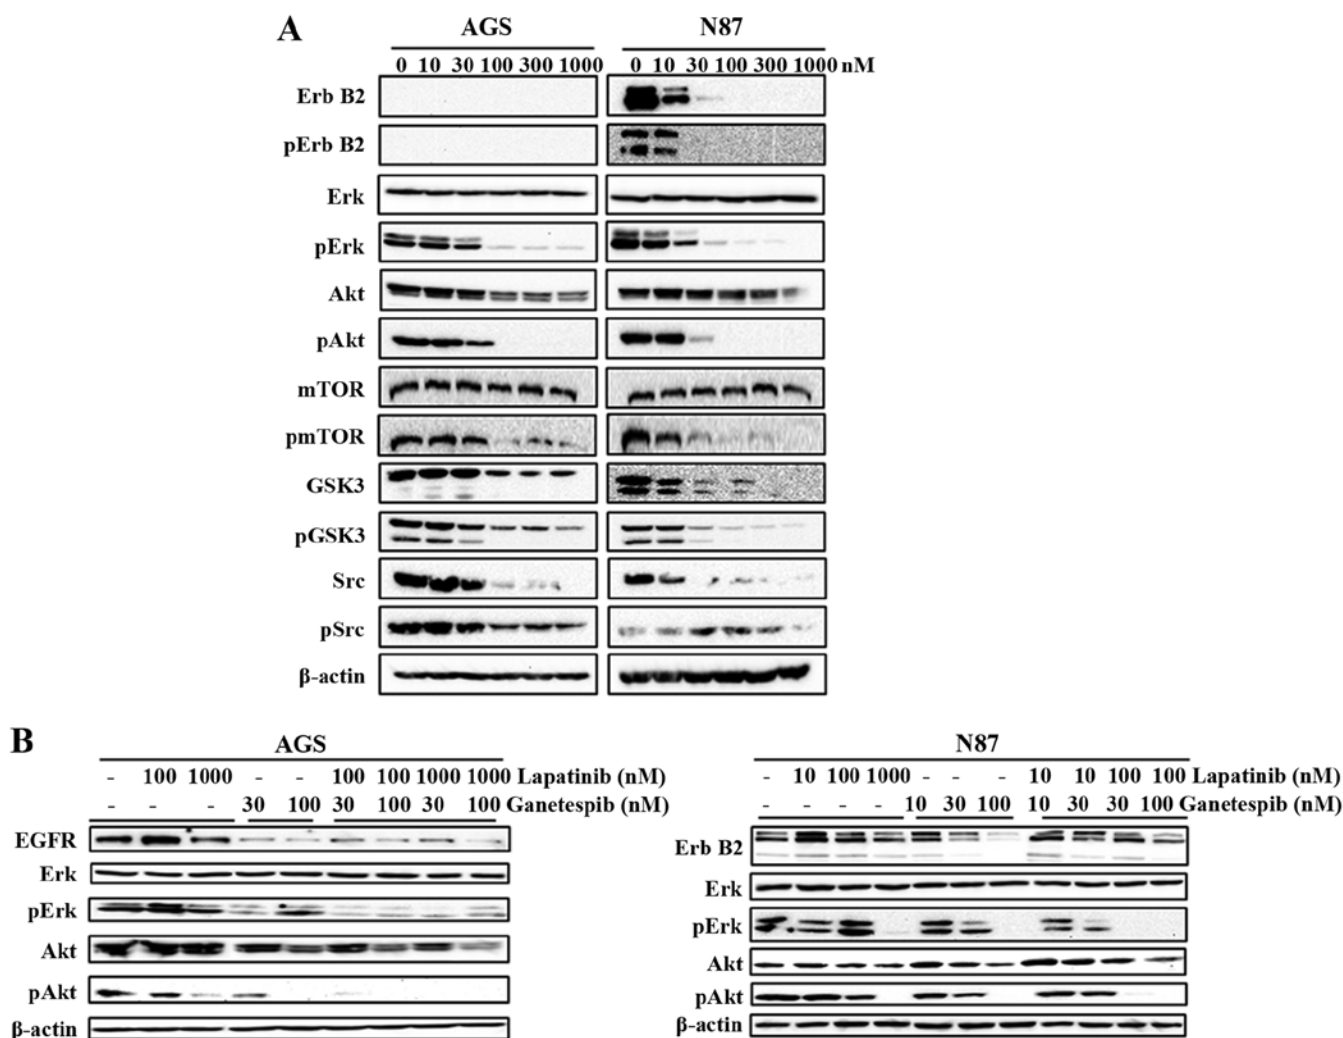 A
AGS N87
0 10 30 100 300 1000 0 10 30 100 300 1000 nM
Erb B2
pErb B2
Erk
pErk
Akt
pAkt
mTOR
pmTOR
GSK3
pGSK3
Src
pSrc
β-actin
B
AGS
- 100 1000 - - 100 100 1000 1000 Lapatinib (nM)
- - - 30 100 30 100 30 100 Ganetespib (nM)
EGFR
Erk
pErk
Akt
pAkt
β-actin
N87
- 10 100 1000 - - - 10 10 100 100 Lapatinib (nM)
- - - - 10 30 100 10 30 30 100 Ganetespib (nM)
Erb B2
Erk
pErk
Akt
pAkt
β-actin